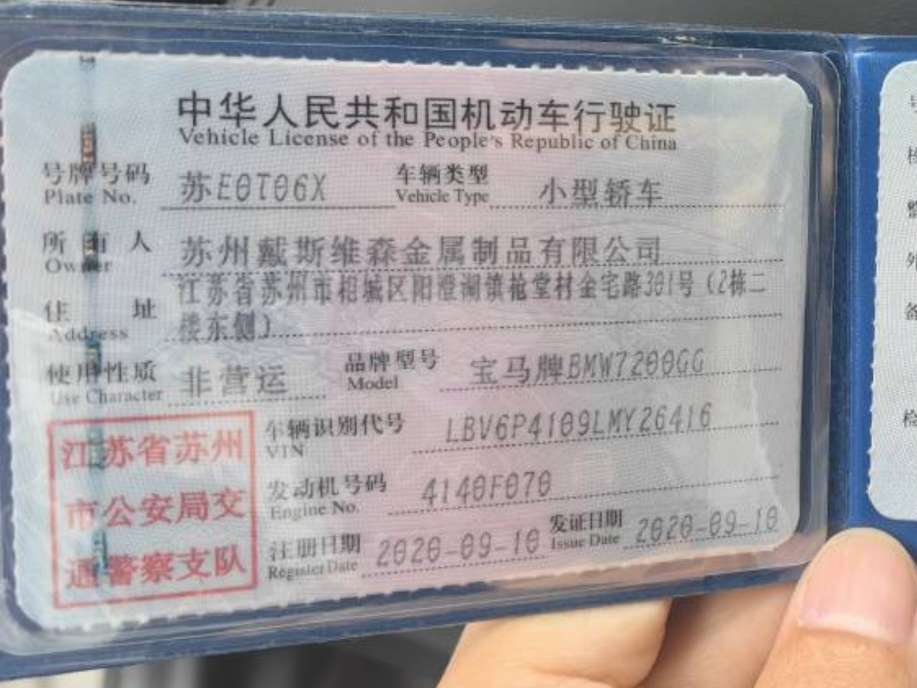 中华人民共和国机动车行驶证
Vehicle License of the People's Republic of China
号牌号码 苏E0T06X 车辆类型 小型轿车
Plate No. Vehicle Type
所有人 苏州戴斯维森金属制品有限公司
Owner
住址 江苏省苏州市相城区阳澄湖镇枪堂村金宅路301号（2栋二
Address 楼东侧）
使用性质 非营运 品牌型号 宝马牌BMW7200GG
Use Character Model
车辆识别代号 LBV6P4109LMY26416
VIN
发动机号码 4140F070
Engine No.
注册日期 2020-09-10 发证日期 2020-09-10
Register Date Issue Date
江苏省苏州
市公安局交
通警察支队